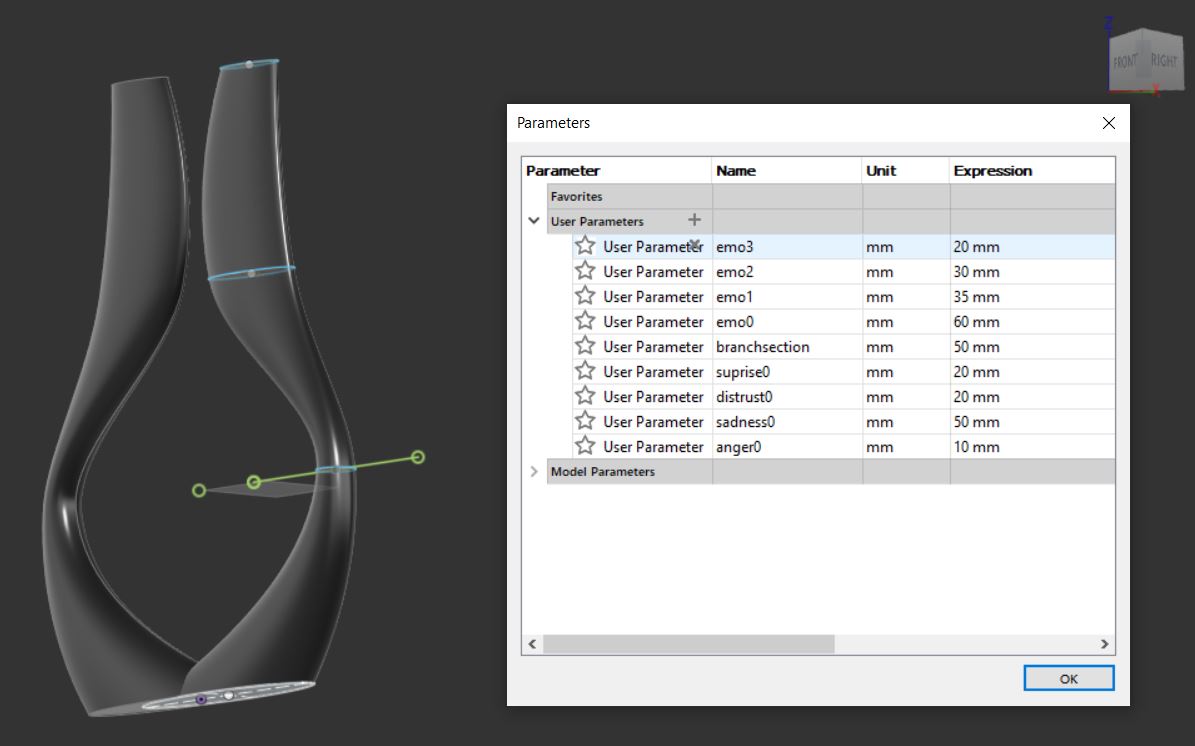 Z
FRONT RIGHT
X
Parameters
Parameter Name Unit Expression
Favorites
User Parameters
User Parameter emo3 mm 20 mm
User Parameter emo2 mm 30 mm
User Parameter emo1 mm 35 mm
User Parameter emo0 mm 60 mm
User Parameter branchsection mm 50 mm
User Parameter suprise0 mm 20 mm
User Parameter distrust0 mm 20 mm
User Parameter sadness0 mm 50 mm
User Parameter anger0 mm 10 mm
Model Parameters
OK